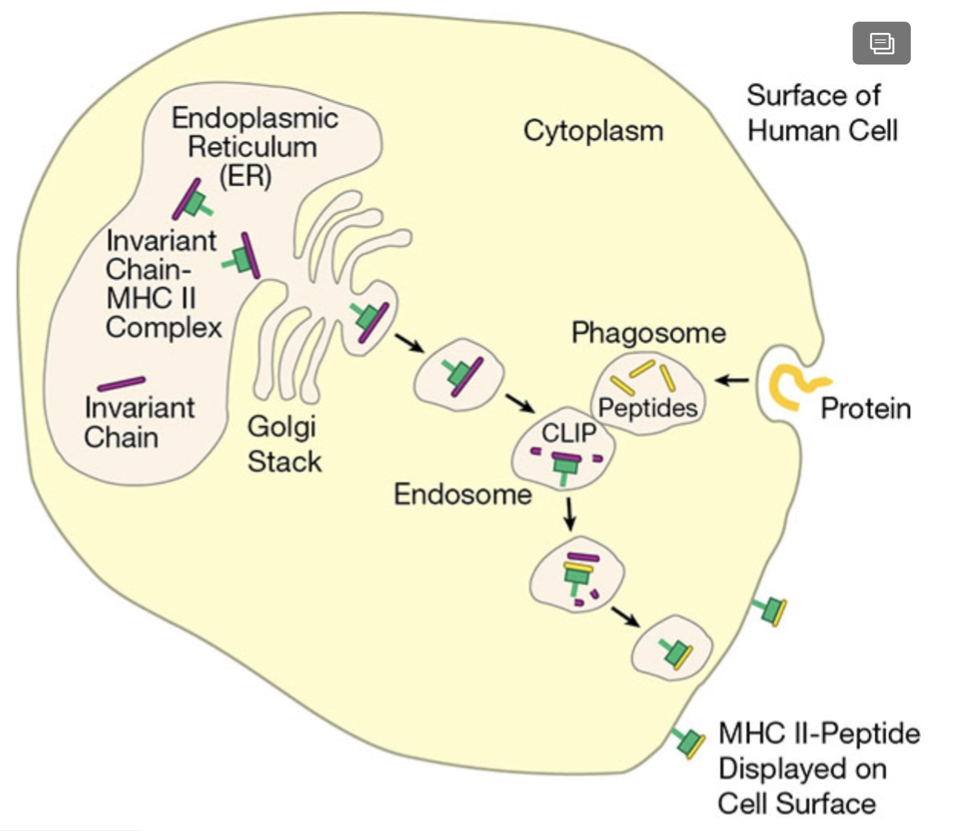 Surface of
Human Cell
Cytoplasm
Endoplasmic
Reticulum
(ER)
Invariant
Chain-
MHC II
Complex
Invariant
Chain
Golgi
Stack
Phagosome
Peptides
Protein
CLIP
Endosome
MHC II-Peptide
Displayed on
Cell Surface